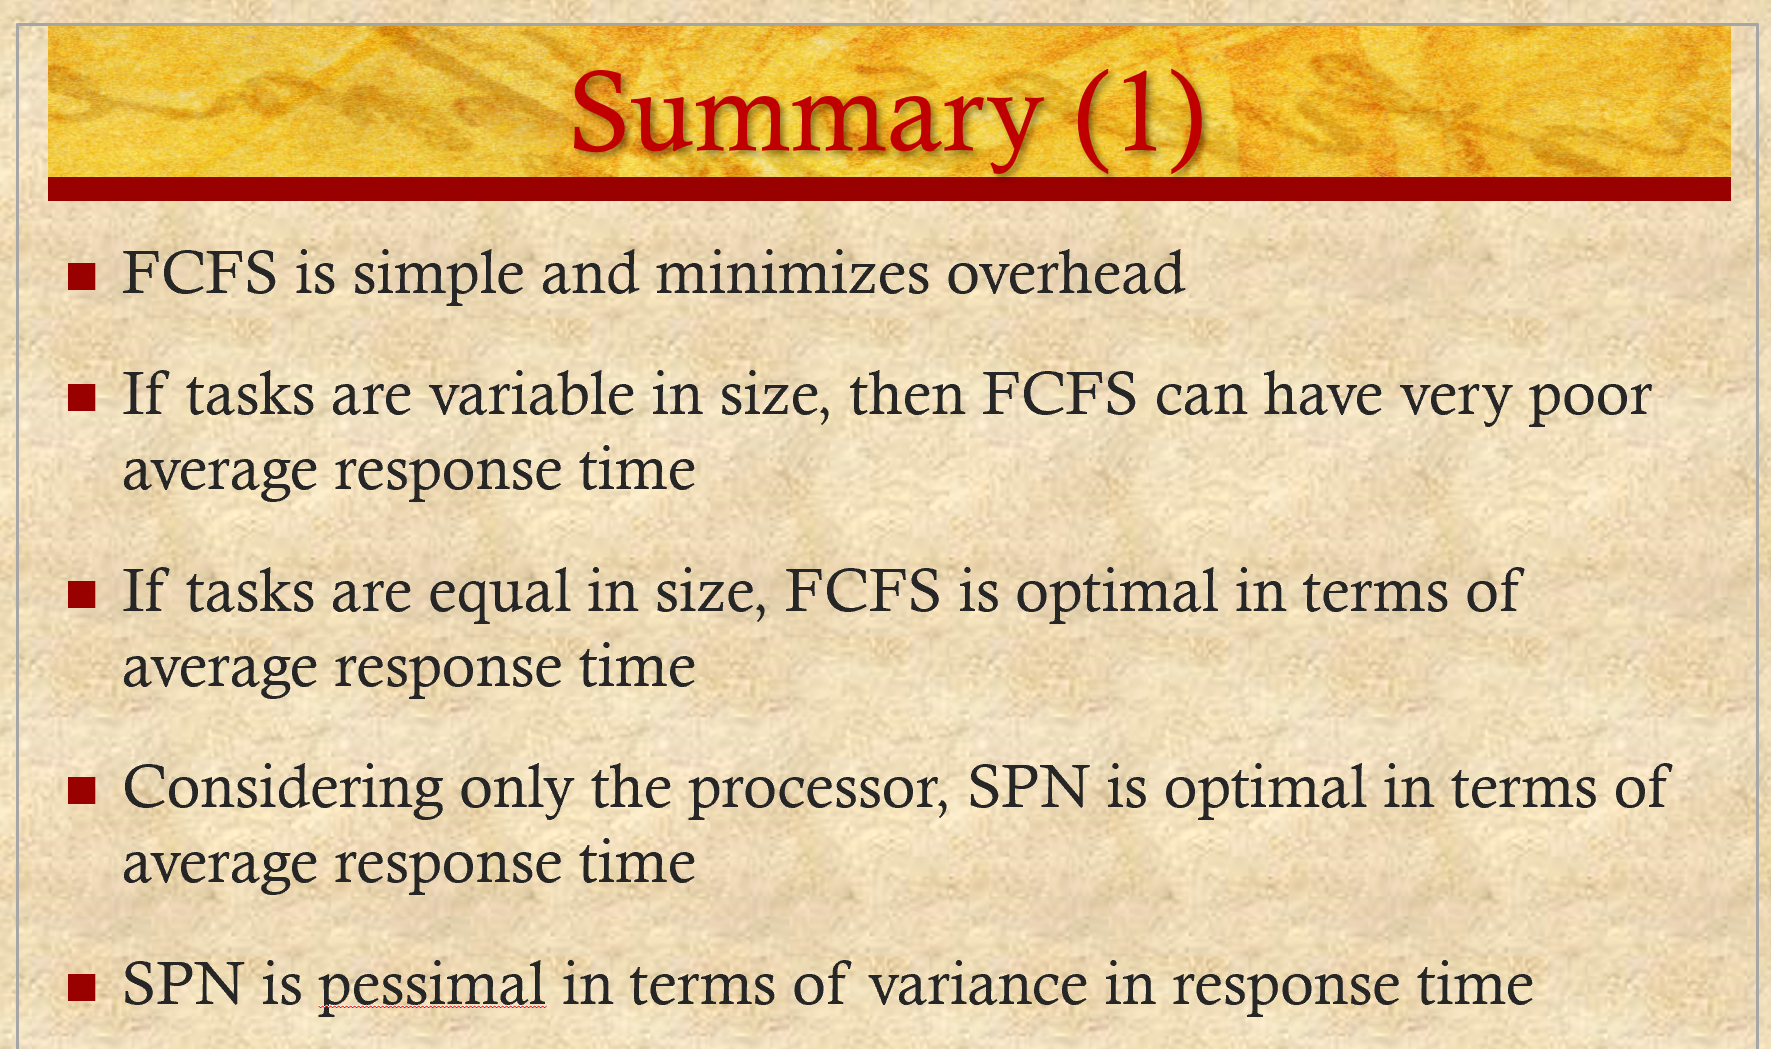 Summary (1)
FCFS is simple and minimizes overhead
If tasks are variable in size, then FCFS can have very poor
average response time
If tasks are equal in size, FCFS is optimal in terms of
average response time
Considering only the processor, SPN is optimal in terms of
average response time
SPN is pessimal in terms of variance in response time